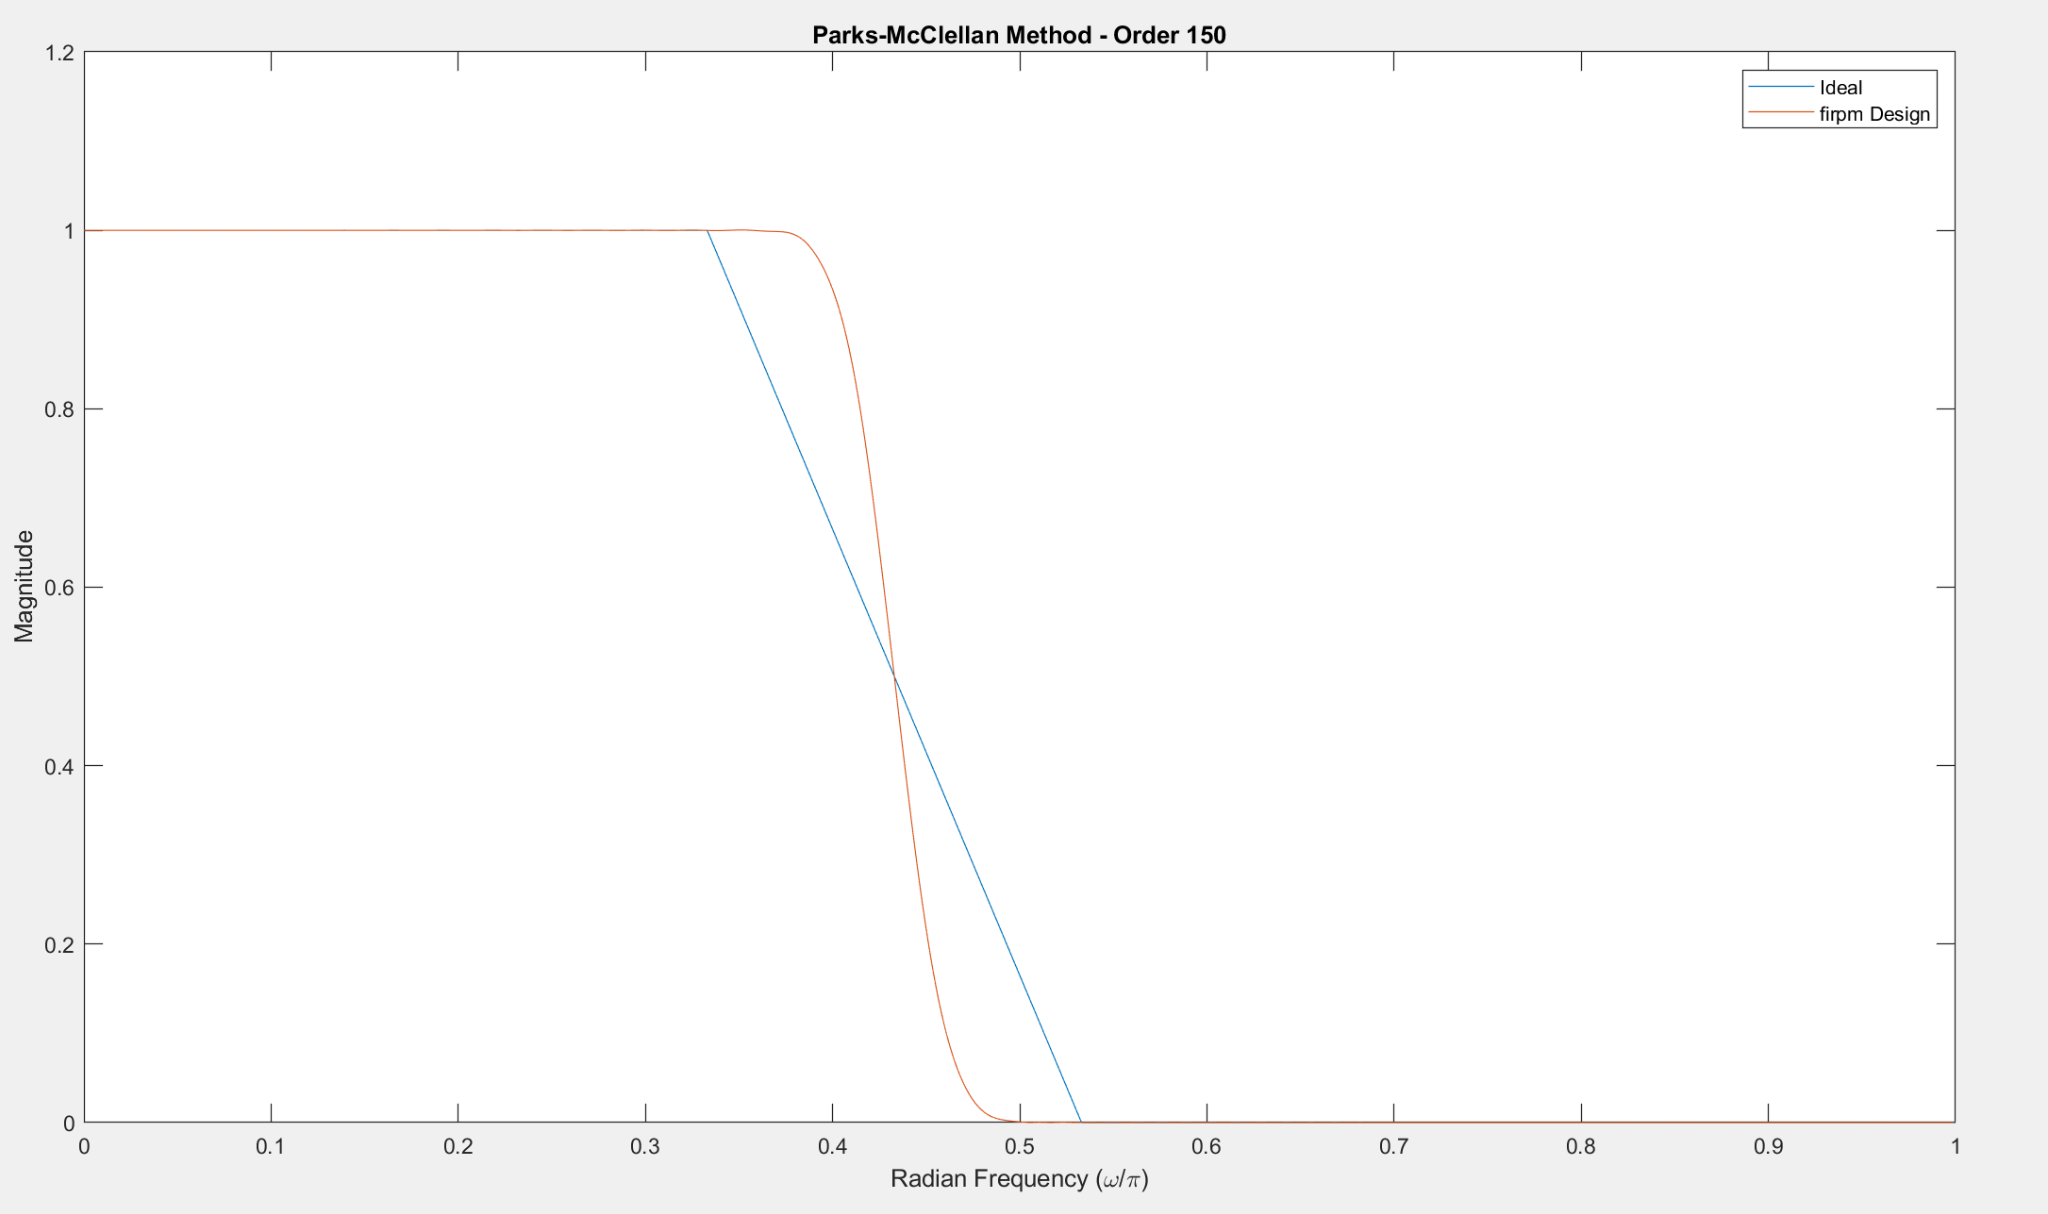 Parks-McClellan Method - Order 150
1.2
1
0.8
0.6
0.4
0.2
0
Magnitude
Ideal
firpm Design
0 0.1 0.2 0.3 0.4 0.5 0.6 0.7 0.8 0.9 1
Radian Frequency (ω/π)